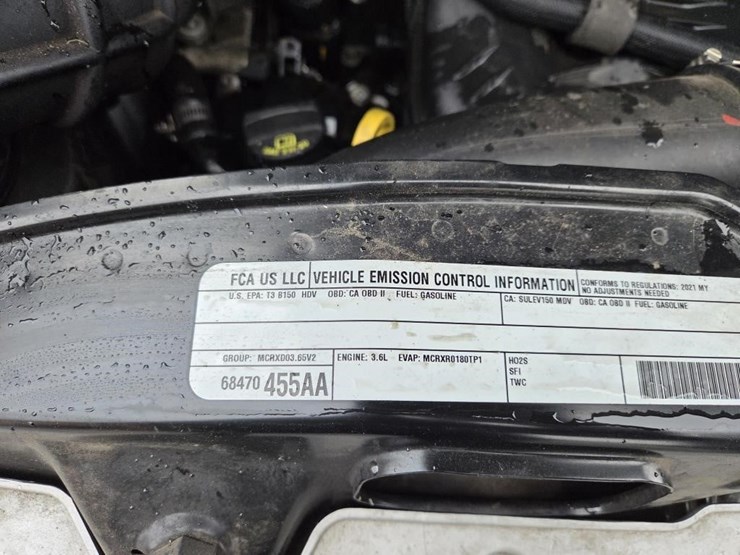 FCA US LLC VEHICLE EMISSION CONTROL INFORMATION CONFORMS TO REGULATIONS: 2021 MY
NO ADJUSTMENTS NEEDED
U.S. EPA: T3 B150 HDV OBD: CA OBD II FUEL: GASOLINE CA: SULEV150 MDV OBD: CA OBD II FUEL: GASOLINE
GROUP: MCRXD03.65V2 ENGINE: 3.6L EVAP: MCRXR0180TP1 HO2S
SFI
TWC
68470 455AA